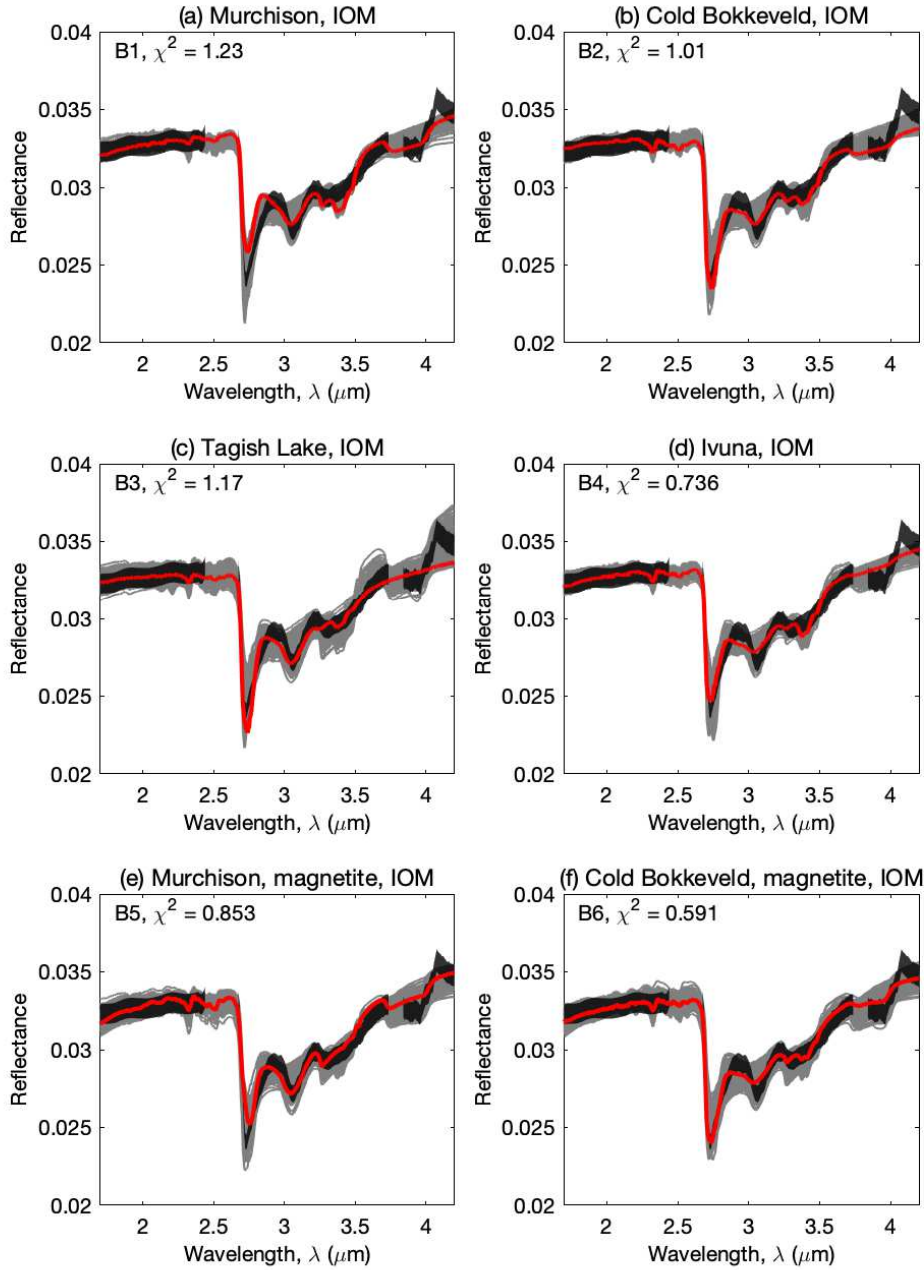 (a) Murchison, IOM
B1, χ² = 1.23
0.04
0.035
0.03
0.025
0.02
Reflectance
2 2.5 3 3.5 4
Wavelength, λ (μm)
(b) Cold Bokkeveld, IOM
B2, χ² = 1.01
0.04
0.035
0.03
0.025
0.02
Reflectance
2 2.5 3 3.5 4
Wavelength, λ (μm)
(c) Tagish Lake, IOM
B3, χ² = 1.17
0.04
0.035
0.03
0.025
0.02
Reflectance
2 2.5 3 3.5 4
Wavelength, λ (μm)
(d) Ivuna, IOM
B4, χ² = 0.736
0.04
0.035
0.03
0.025
0.02
Reflectance
2 2.5 3 3.5 4
Wavelength, λ (μm)
(e) Murchison, magnetite, IOM
B5, χ² = 0.853
0.04
0.035
0.03
0.025
0.02
Reflectance
2 2.5 3 3.5 4
Wavelength, λ (μm)
(f) Cold Bokkeveld, magnetite, IOM
B6, χ² = 0.591
0.04
0.035
0.03
0.025
0.02
Reflectance
2 2.5 3 3.5 4
Wavelength, λ (μm)